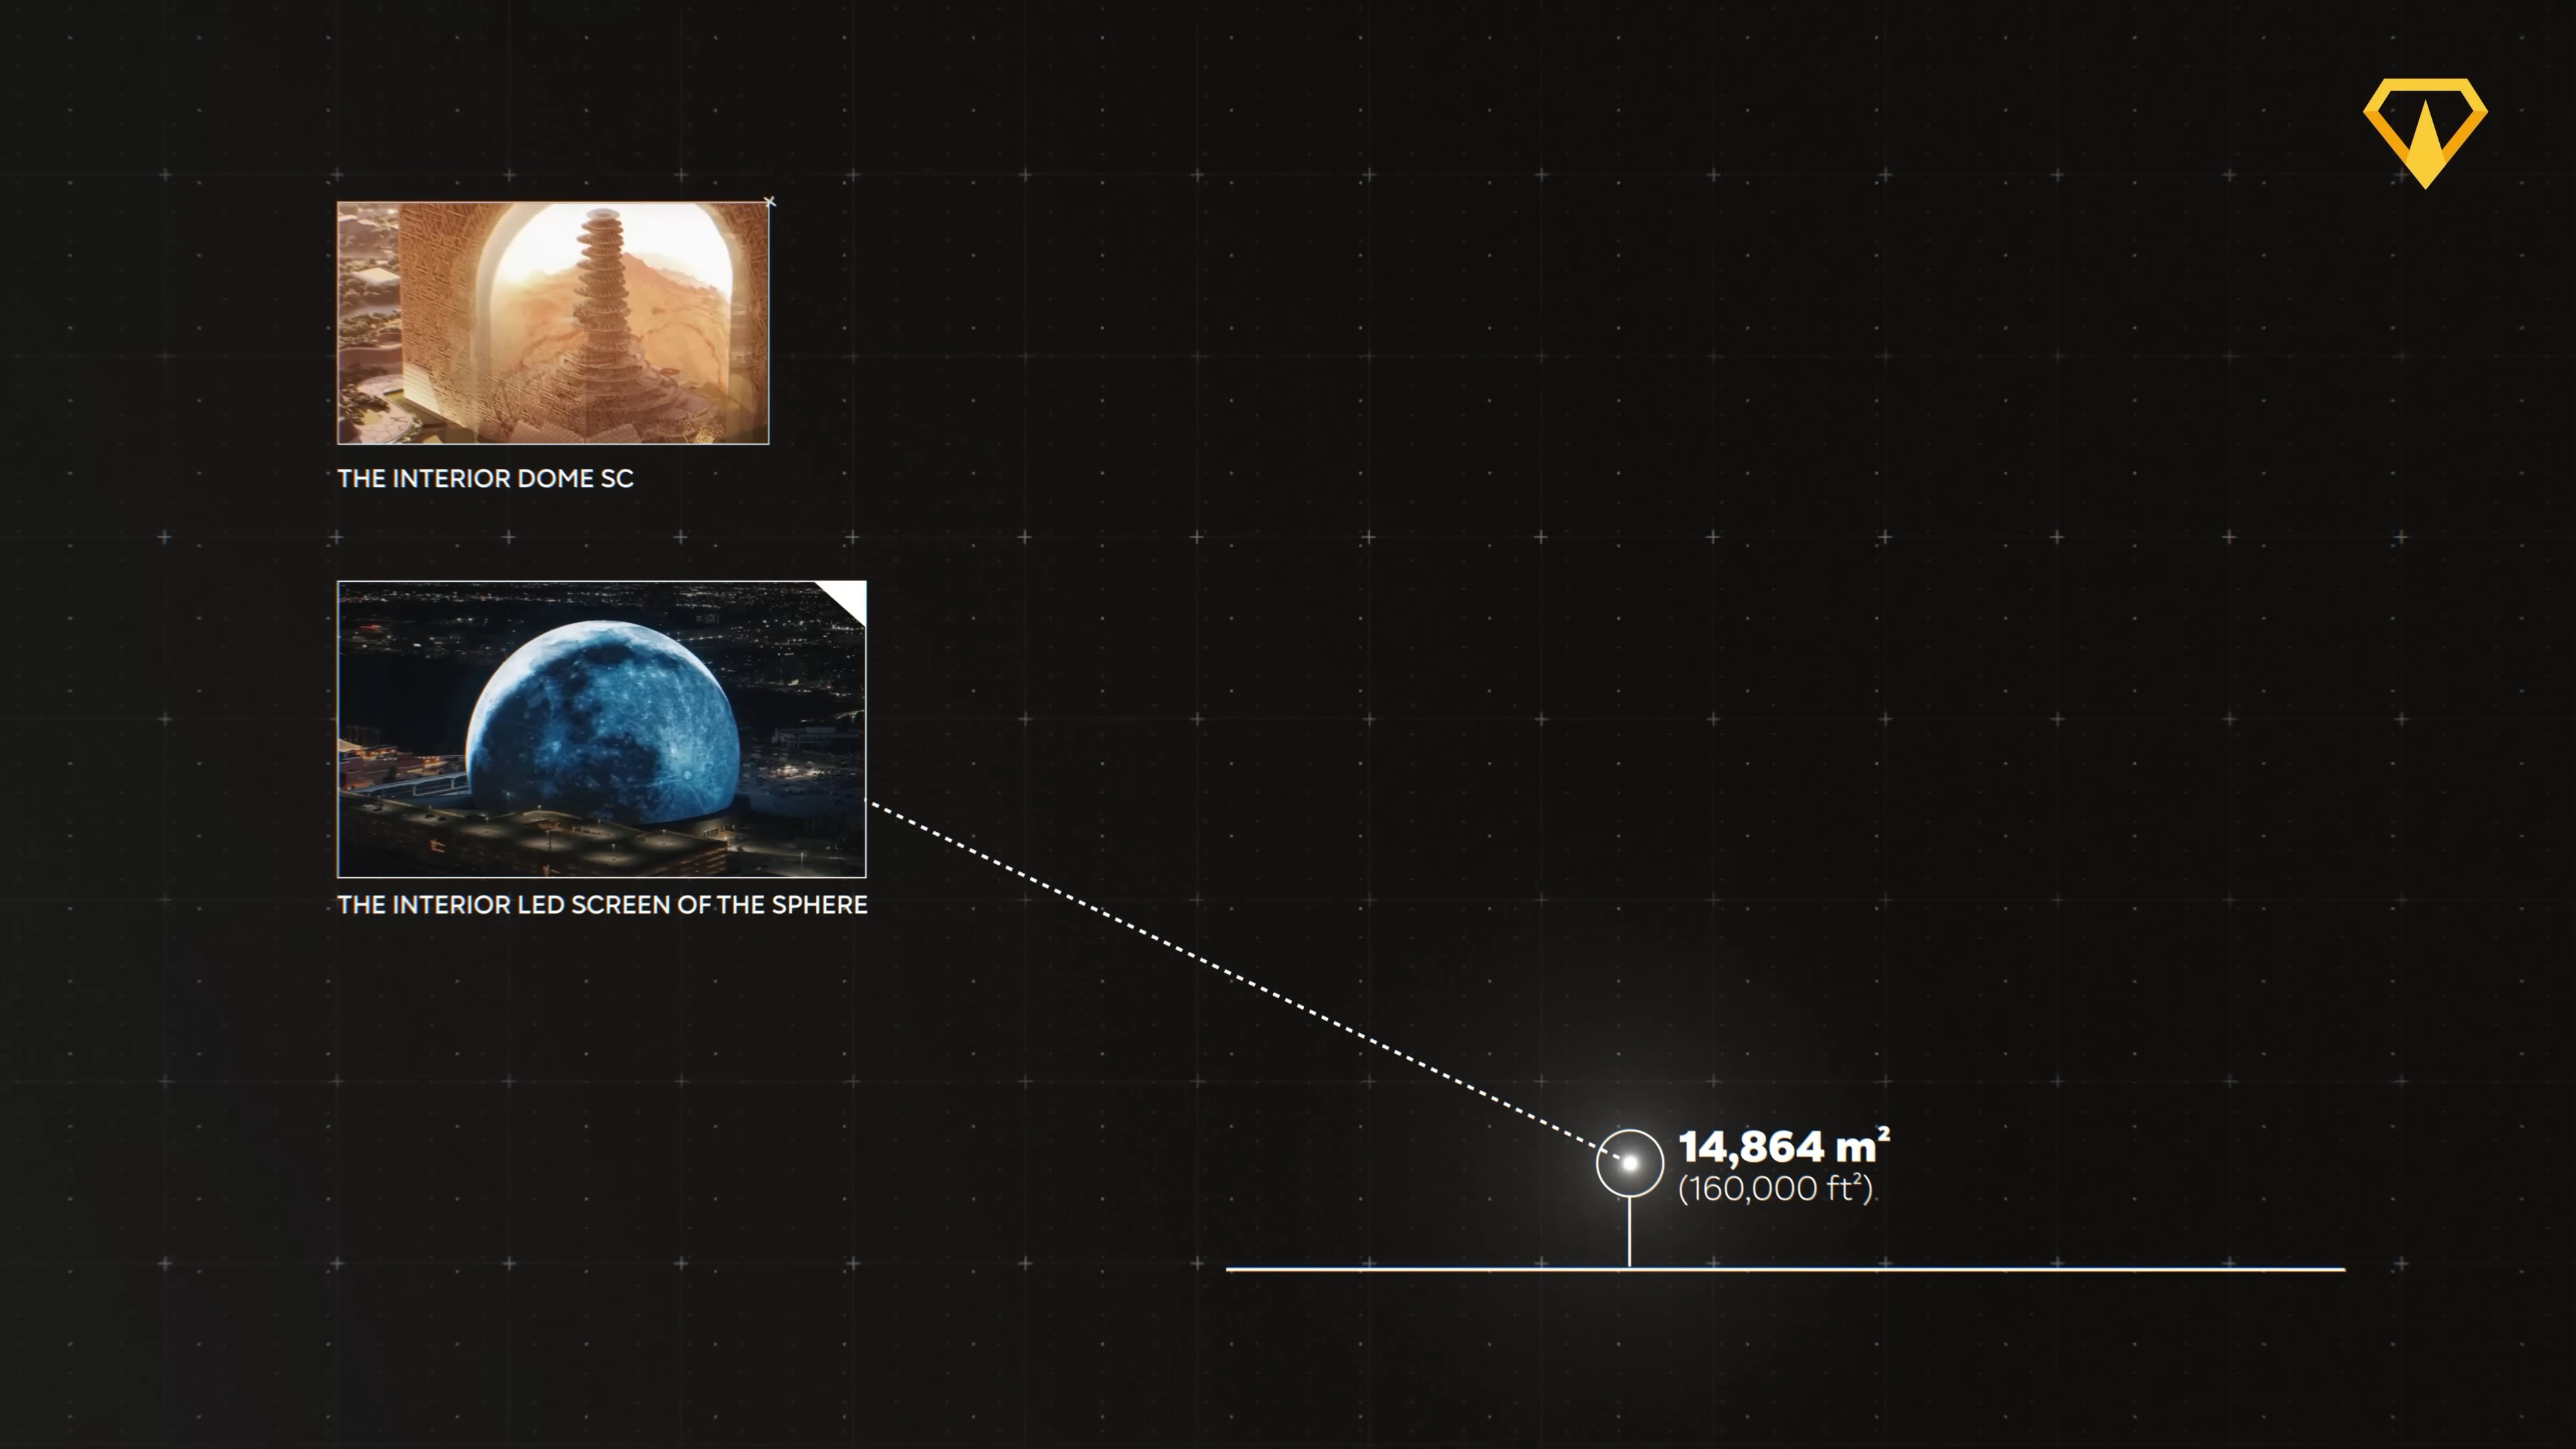 THE INTERIOR DOME SC
THE INTERIOR LED SCREEN OF THE SPHERE
14,864 m²
(160,000 ft²)